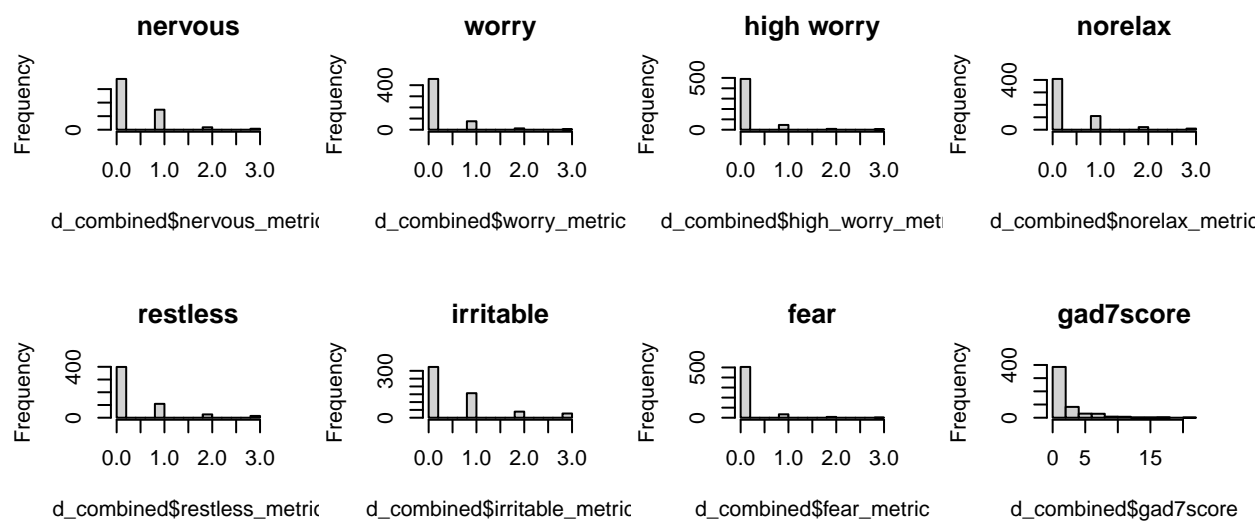 nervous
worry
high worry
norelax
Frequency
0
0.0 1.0 2.0 3.0
d_combined$nervous_metric
Frequency
0 400
0.0 1.0 2.0 3.0
d_combined$worry_metric
Frequency
0 500
0.0 1.0 2.0 3.0
d_combined$high_worry_met
Frequency
0 400
0.0 1.0 2.0 3.0
d_combined$norelax_metric
restless
irritable
fear
gad7score
Frequency
0 400
0.0 1.0 2.0 3.0
d_combined$restless_metric
Frequency
0 300
0.0 1.0 2.0 3.0
d_combined$irritable_metric
Frequency
0 500
0.0 1.0 2.0 3.0
d_combined$fear_metric
Frequency
0 400
0 5 15
d_combined$gad7score